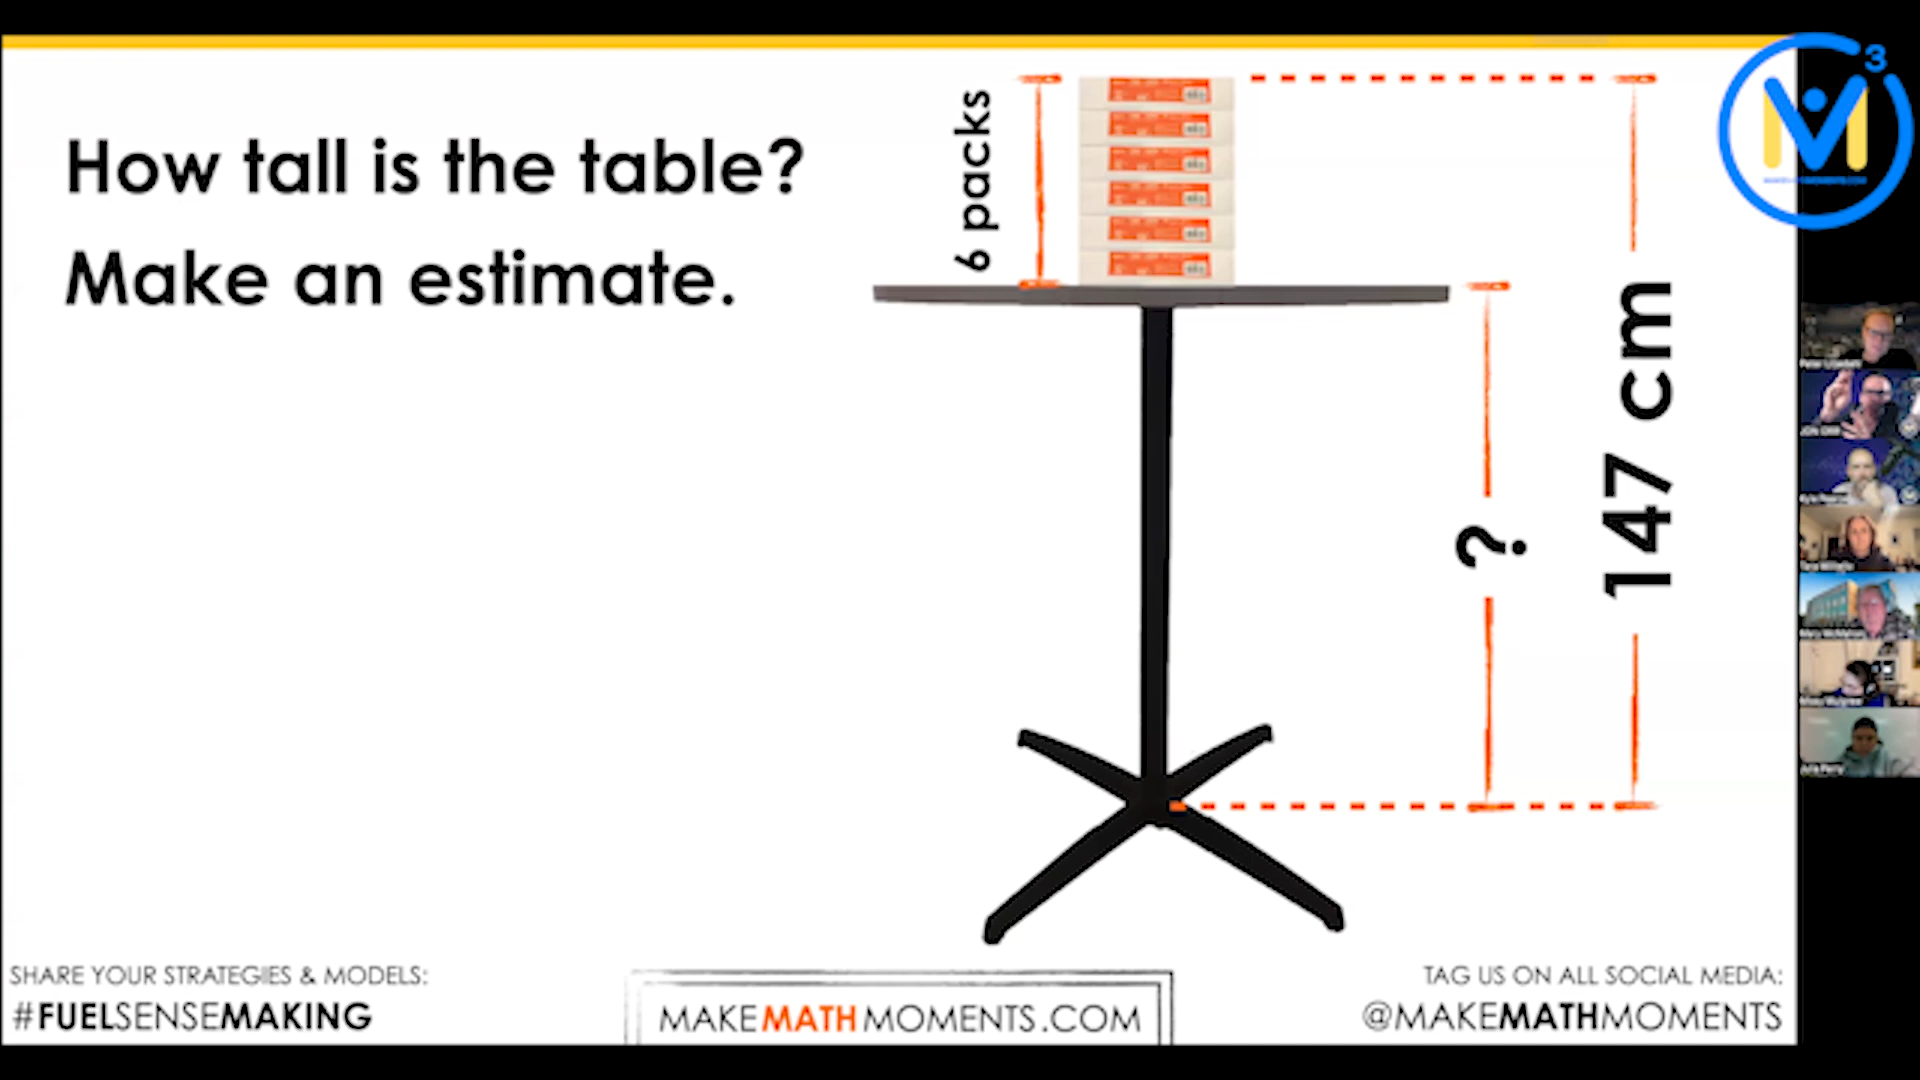 How tall is the table?
Make an estimate.
6 packs
?
147 cm
3
SHARE YOUR STRATEGIES & MODELS:
#FUELSENSEMAKING
MAKEMATHMOMENTS.COM
TAG US ON ALL SOCIAL MEDIA:
@MAKEMATHMOMENTS